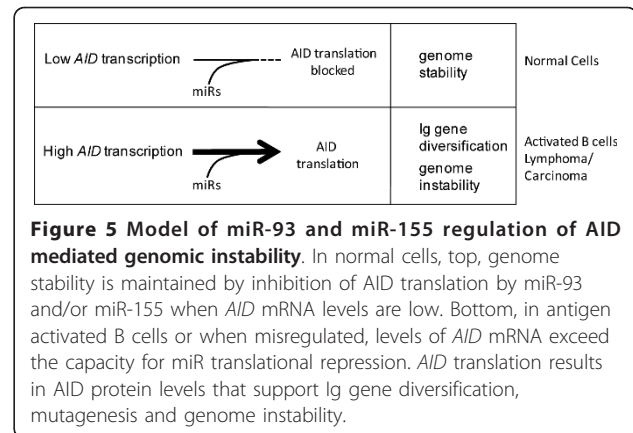 Low AID transcription
miRs
AID translation
blocked
genome
stability
Normal Cells
High AID transcription
miRs
AID
translation
Ig gene
diversification
genome
instability
Activated B cells
Lymphoma/
Carcinoma
Figure 5 Model of miR-93 and miR-155 regulation of AID
mediated genomic instability. In normal cells, top, genome
stability is maintained by inhibition of AID translation by miR-93
and/or miR-155 when AID mRNA levels are low. Bottom, in antigen
activated B cells or when misregulated, levels of AID mRNA exceed
the capacity for miR translational repression. AID translation results
in AID protein levels that support Ig gene diversification,
mutagenesis and genome instability.